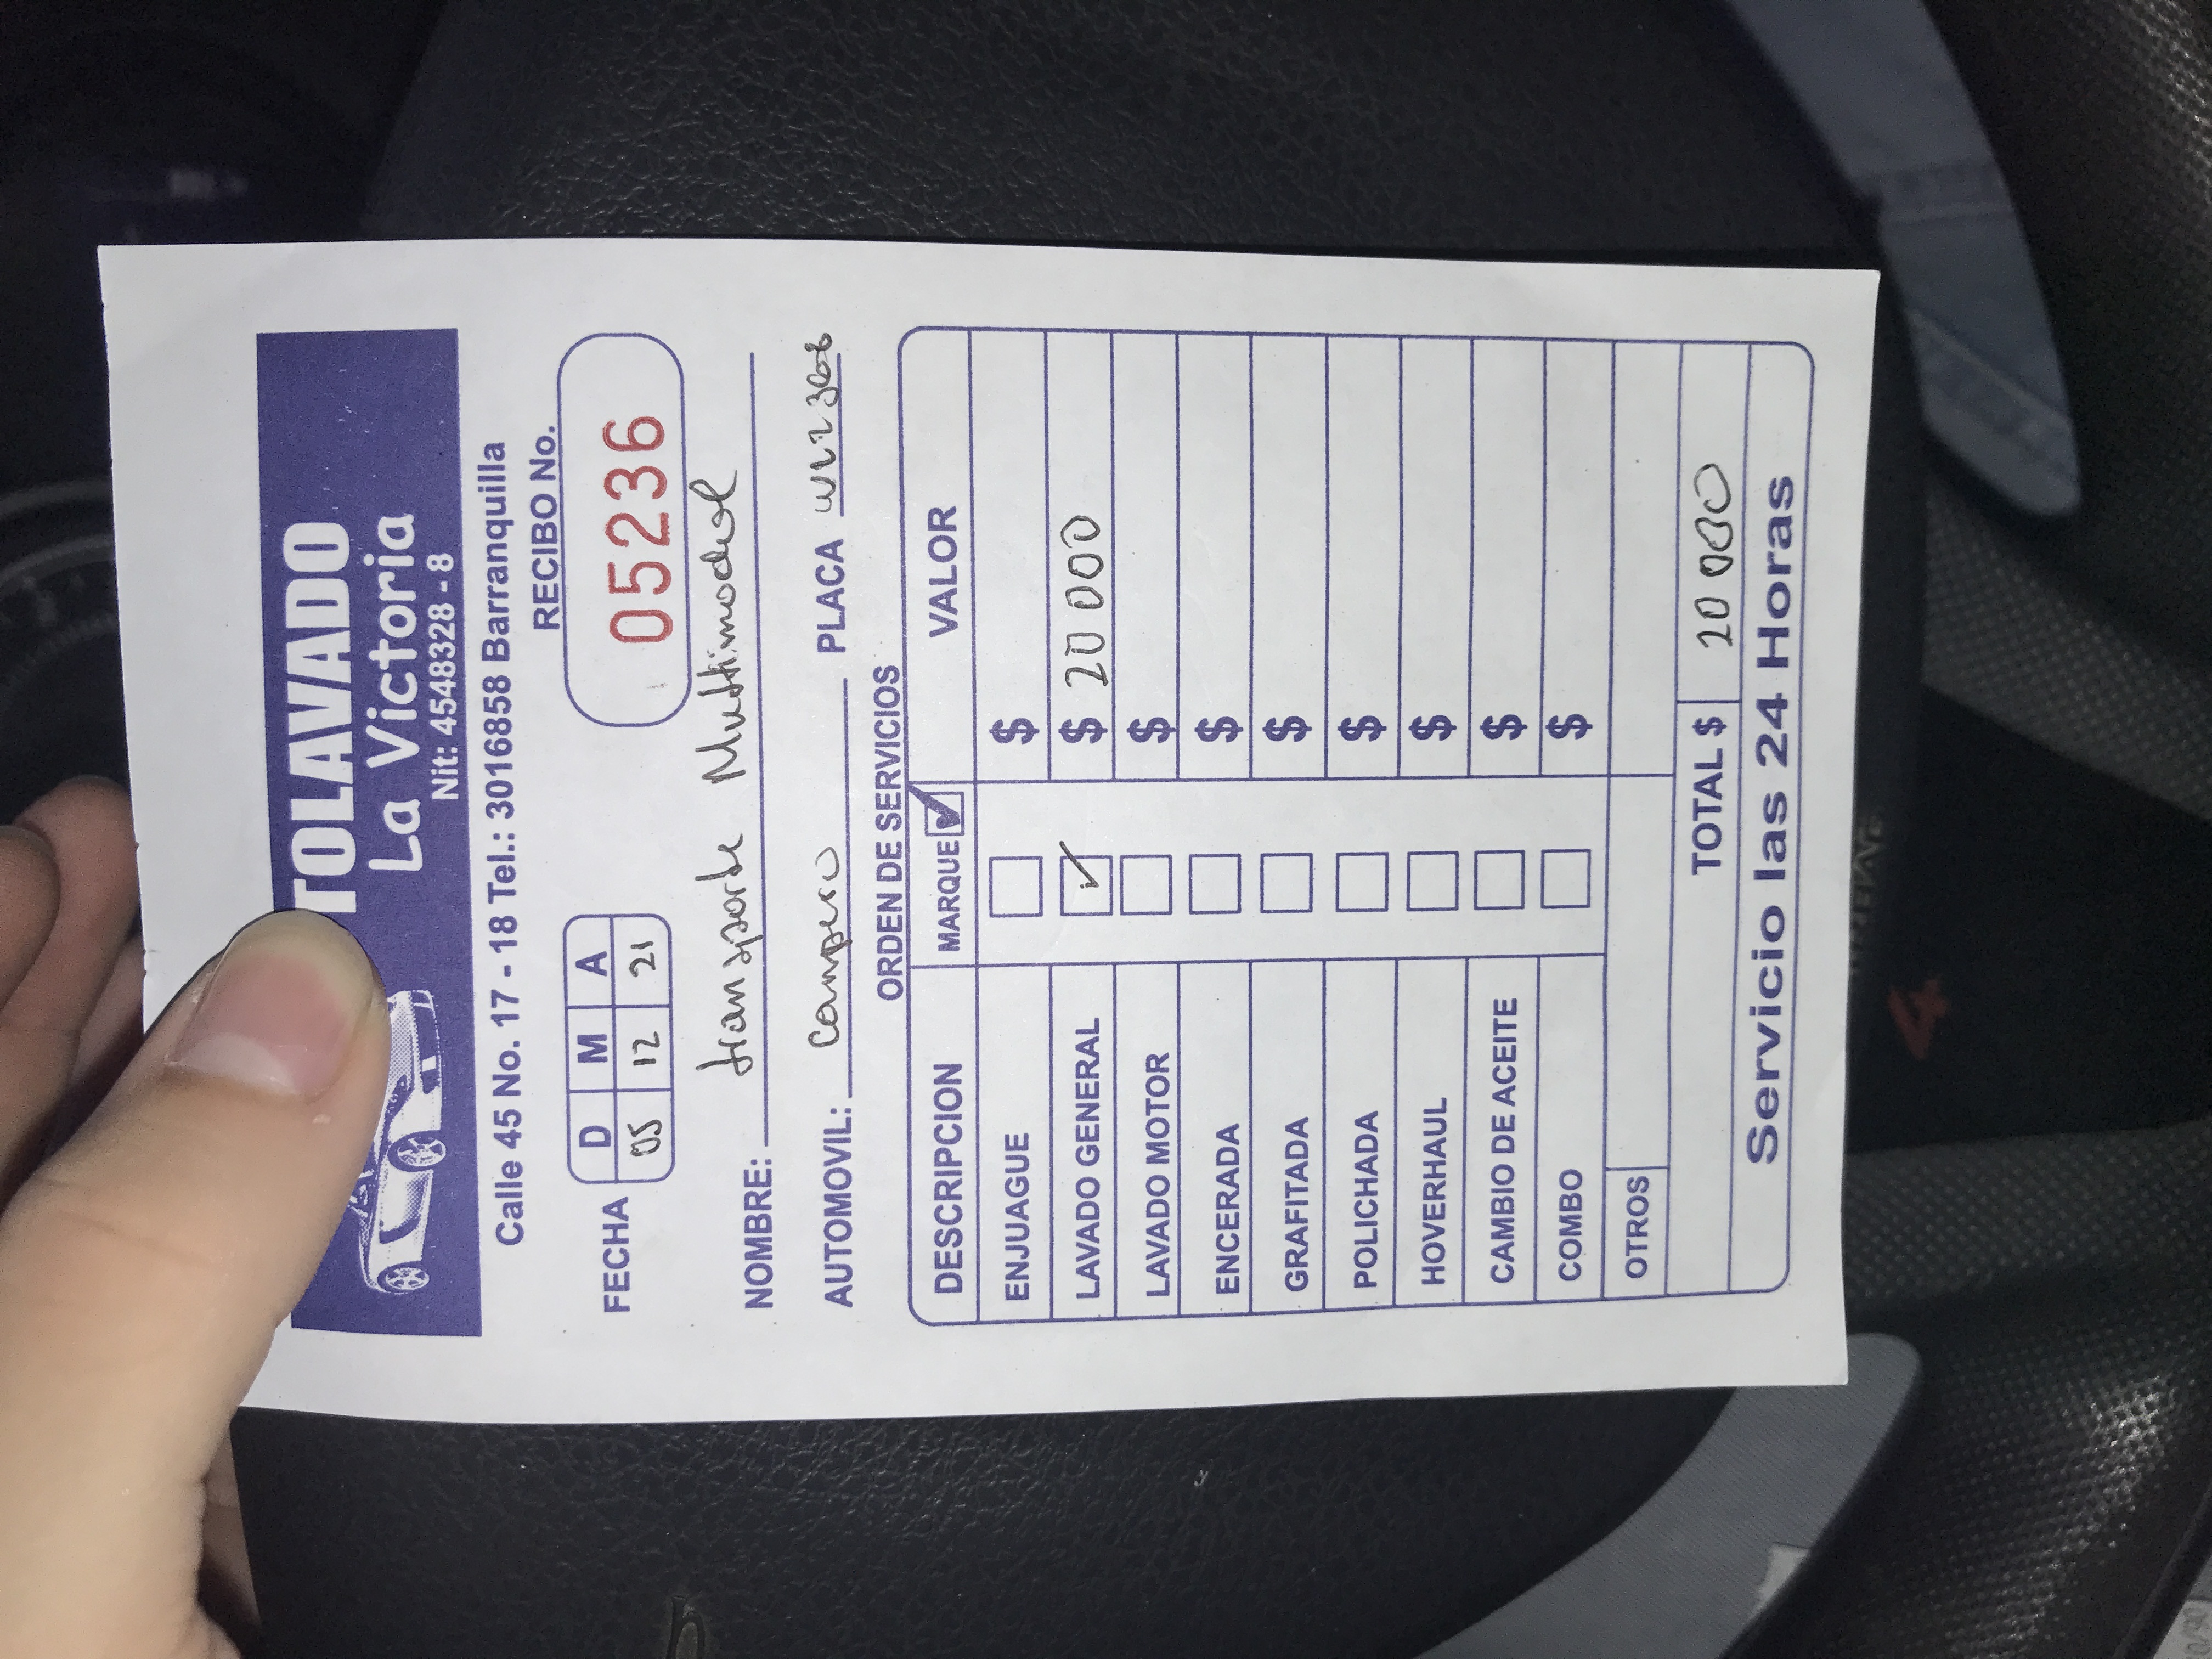 TOLAVADO
La Victoria
Nit: 4548328 - 8
Calle 45 No. 17 - 18 Tel.: 3016858 Barranquilla
RECIBO No.
05236
FECHA D M A
05 12 21
NOMBRE: transporte Multimodal
AUTOMOVIL: Campero PLACA
ORDEN DE SERVICIOS
DESCRIPCION MARQUE VALOR
ENJUAGUE $
LAVADO GENERAL ✓ $ 20 000
LAVADO MOTOR $
ENCERADA $
GRAFITADA $
POLICHADA $
HOVERHAUL $
CAMBIO DE ACEITE $
COMBO $
OTROS
TOTAL $ 20 000
Servicio las 24 Horas